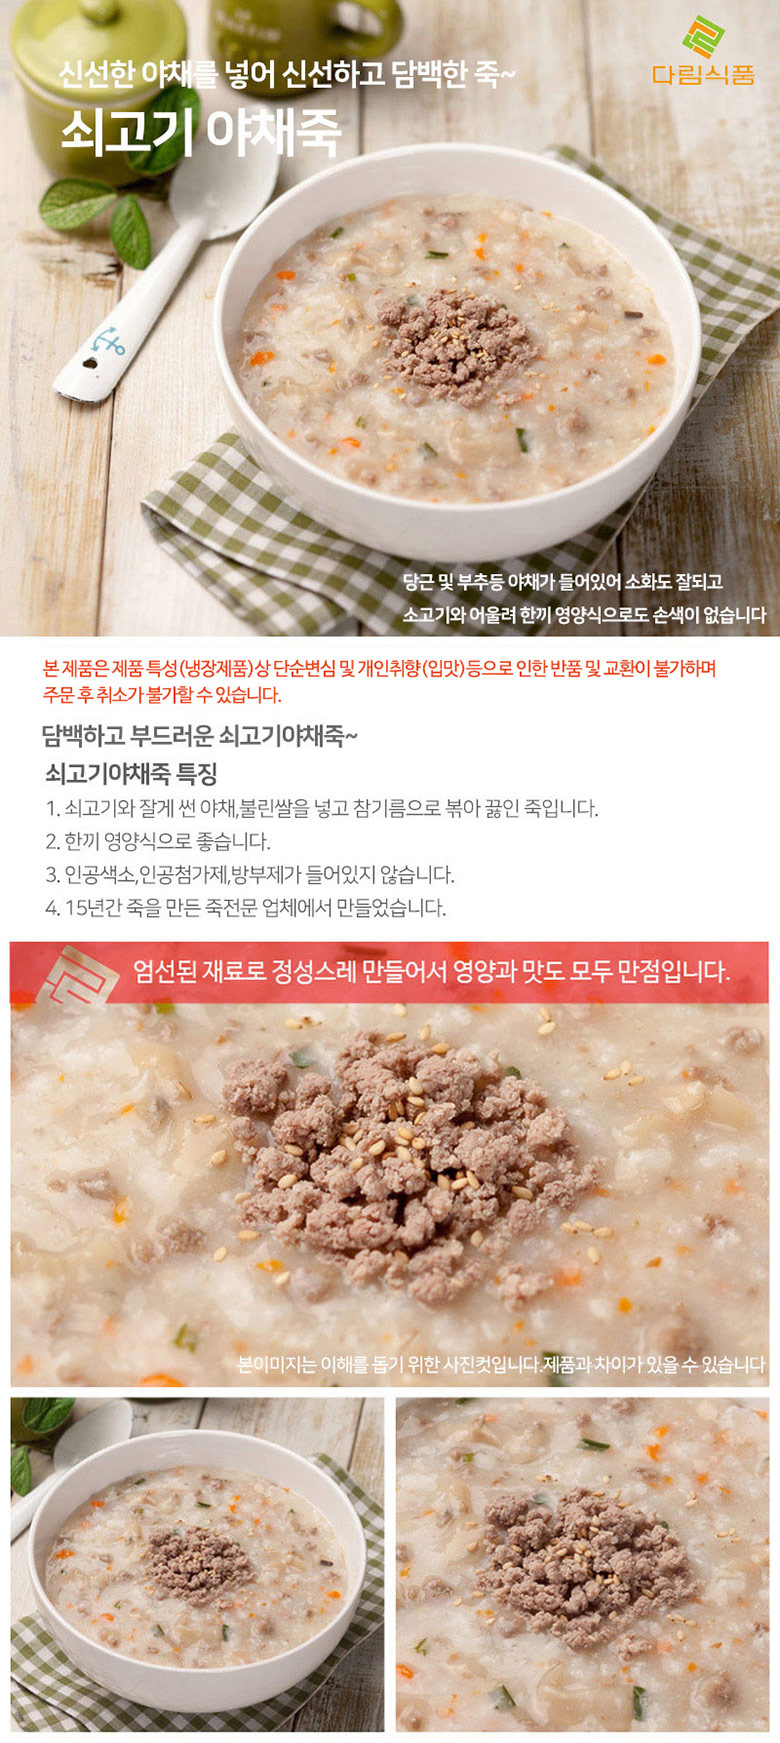 신선한 야채를 넣어 신선하고 담백한 죽~
다림식품
쇠고기 야채죽
당근 및 부추등 야채가 들어있어 소화도 잘되고
소고기와 어울려 한끼 영양식으로도 손색이 없습니다
본 제품은 제품 특성(냉장제품)상 단순변심 및 개인취향(입맛)등으로 인한 반품 및 교환이 불가하며
주문 후 취소가 불가할 수 있습니다.
담백하고 부드러운 쇠고기야채죽~
쇠고기야채죽 특징
1. 쇠고기와 잘게 썬 야채,불린쌀을 넣고 참기름으로 볶아 끓인 죽입니다.
2. 한끼 영양식으로 좋습니다.
3. 인공색소,인공첨가제,방부제가 들어있지 않습니다.
4. 15년간 죽을 만든 죽전문 업체에서 만들었습니다.
엄선된 재료로 정성스레 만들어서 영양과 맛도 모두 만점입니다.
본이미지는 이해를 돕기 위한 사진컷입니다.제품과 차이가 있을 수 있습니다